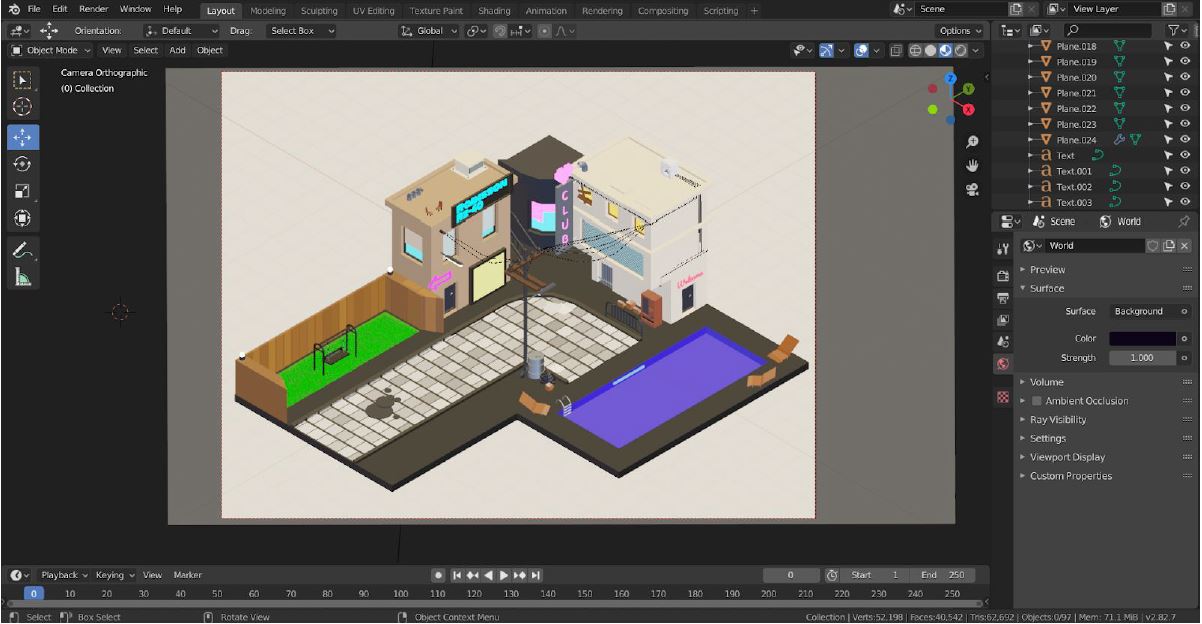 File Edit Render Window Help Layout Modeling Sculpting UV Editing Texture Paint Shading Animation Rendering Compositing Scripting + Scene View Layer
Orientation: Default Drag: Select Box Global Options
Object Mode View Select Add Object
Camera Orthographic
(0) Collection
Z
Y
X
Plane.018
Plane.019
Plane.020
Plane.021
Plane.022
Plane.023
Plane.024
Text
Text.001
Text.002
Text.003
Scene World
World
Preview
Surface
Surface Background
Color
Strength 1.000
Volume
Ambient Occlusion
Ray Visibility
Settings
Viewport Display
Custom Properties
CLUB
Welcome
Playback Keying View Marker 0 Start 1 End 250
0 10 20 30 40 50 60 70 80 90 100 110 120 130 140 150 160 170 180 190 200 210 220 230 240 250
Select Box Select Rotate View Object Context Menu Collection | Verts:52,198 | Faces:40,542 | Tris:62,692 | Objects:0/97 | Mem: 71.1 MiB | v2.82.7